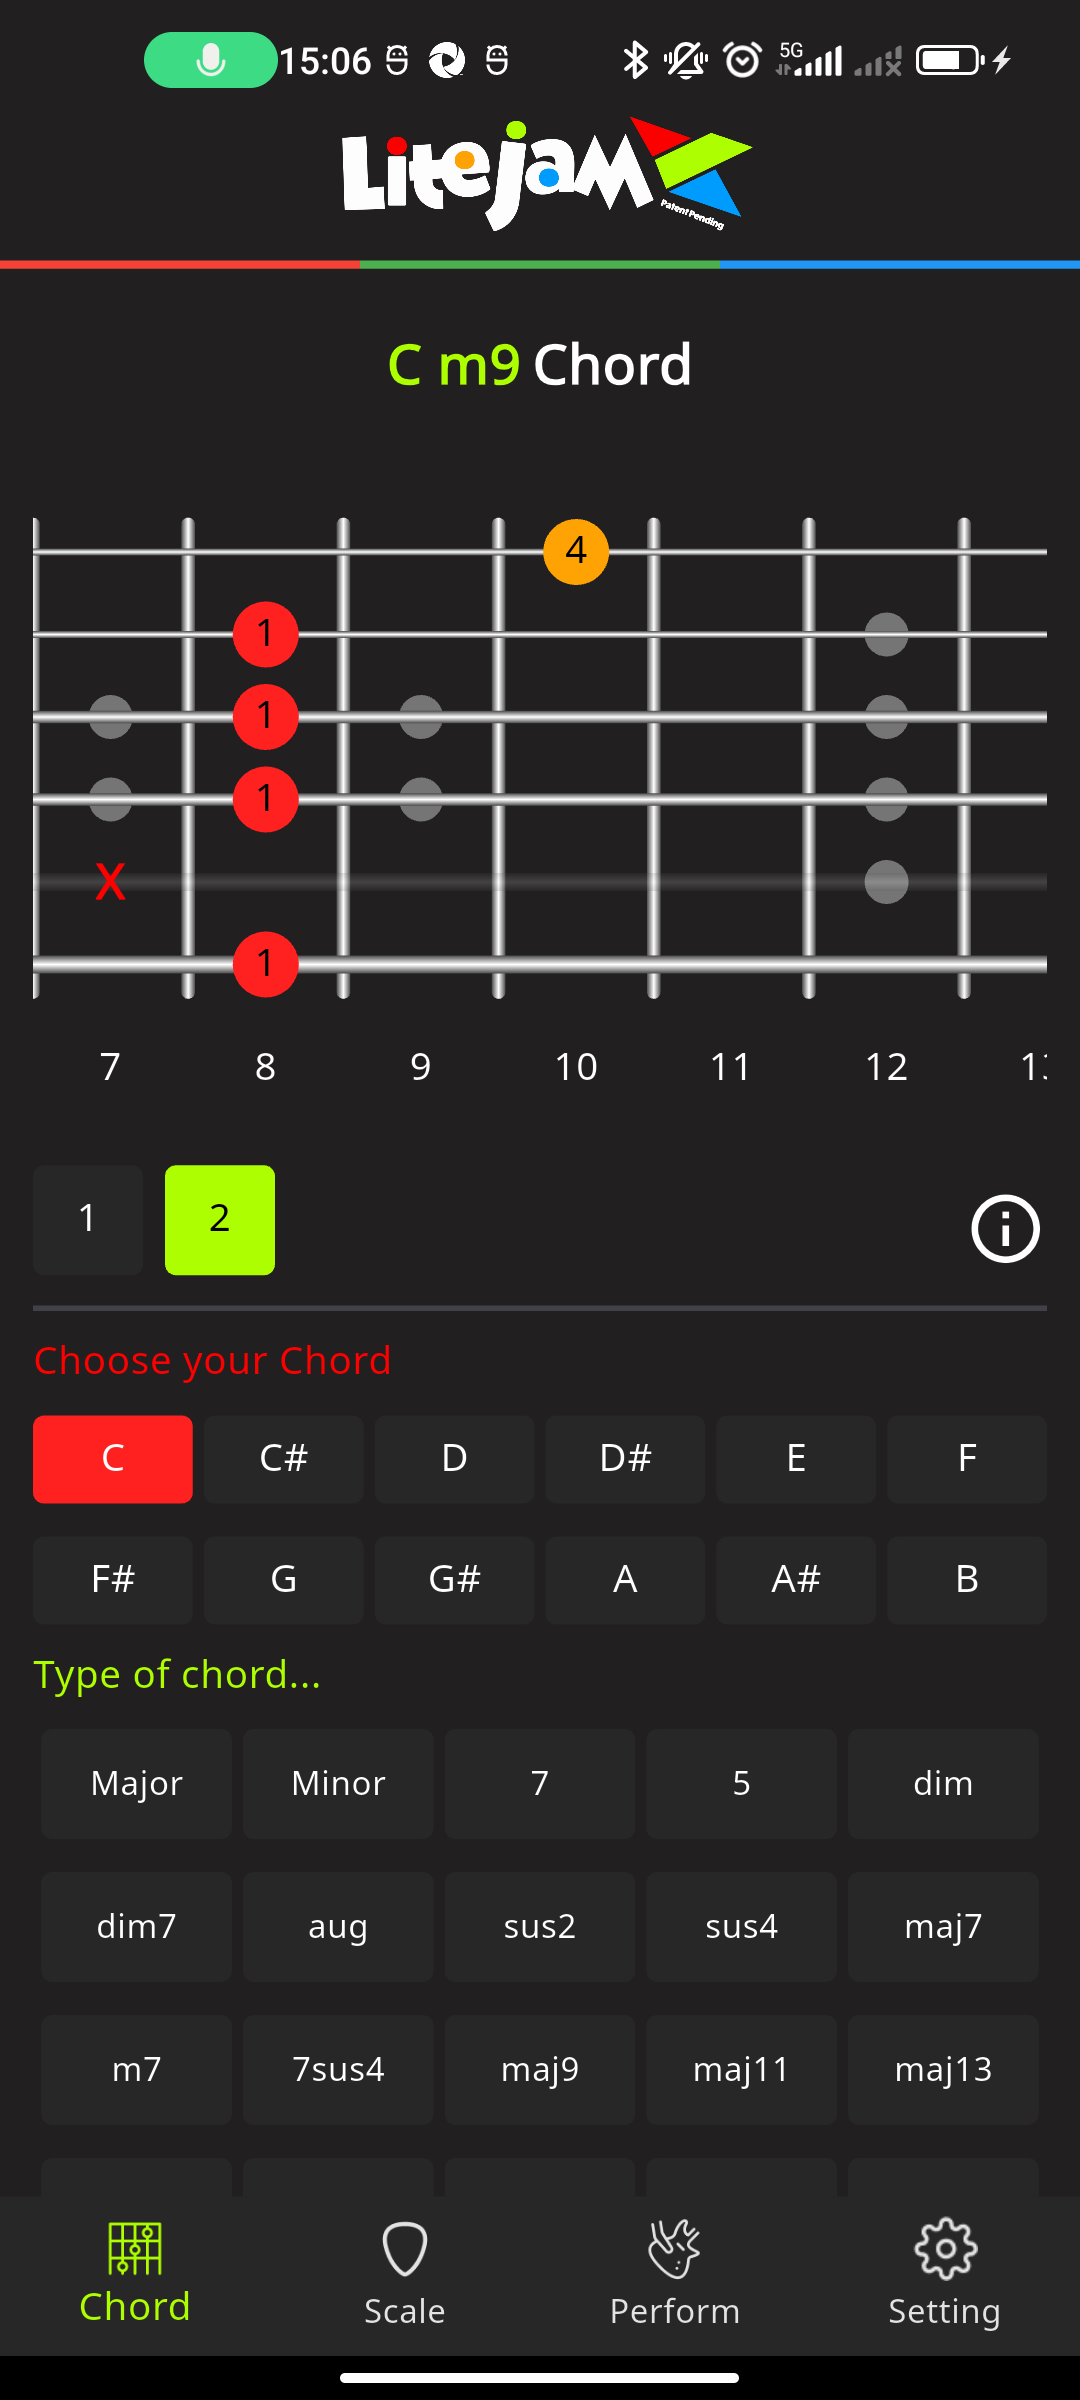 15:06
5G
LiteJam
Patent Pending
C m9 Chord
4
1
1
1
X
1
7 8 9 10 11 12
1 2
Choose your Chord
C C# D D# E F
F# G G# A A# B
Type of chord...
Major Minor 7 5 dim
dim7 aug sus2 sus4 maj7
m7 7sus4 maj9 maj11 maj13
Chord Scale Perform Setting